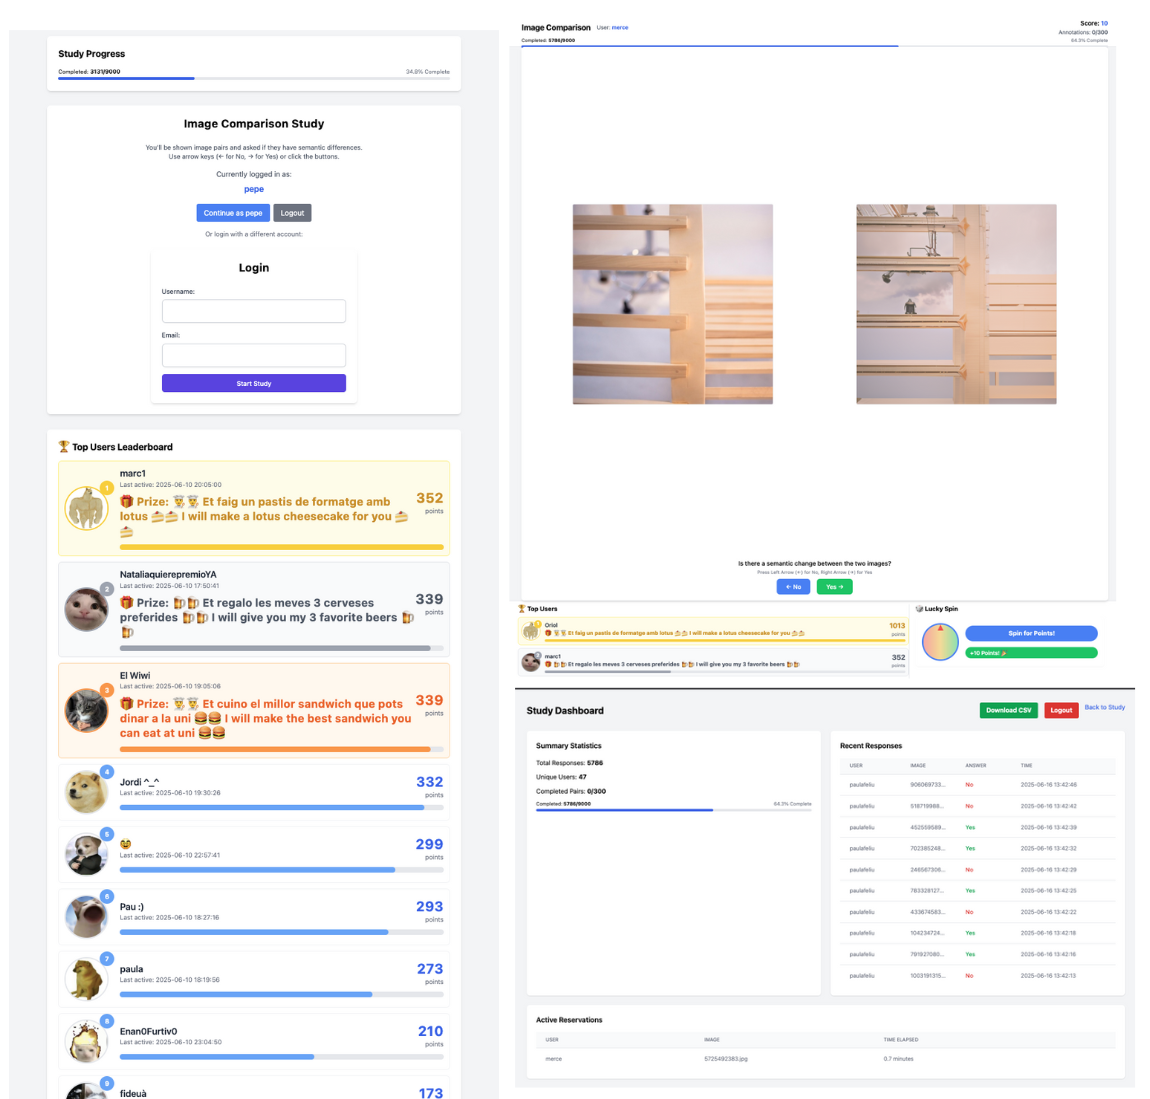 Study Progress
Completed: 3131/9000
34.8% Complete
Image Comparison Study
You'll be shown image pairs and asked if they have semantic differences.
Use arrow keys (← for No, → for Yes) or click the buttons.
Currently logged in as:
pepe
Continue as pepe
Logout
Or login with a different account:
Login
Username:
Email:
Start Study
🏆 Top Users Leaderboard
1
marc1
Last active: 2025-06-10 20:05:00
🎁 Prize: 👨‍🍳👨‍🍳 Et faig un pastis de formatge amb
lotus 🍰🍰 I will make a lotus cheesecake for you 🍰
🍰
352
points
2
NataliaquierepremioYA
Last active: 2025-06-10 17:50:41
🎁 Prize: 🍻🍻 Et regalo les meves 3 cerveses
preferides 🍻🍻 I will give you my 3 favorite beers 🍻
🍻
339
points
3
El Wiwi
Last active: 2025-06-10 19:05:06
🎁 Prize: 👨‍🍳👨‍🍳 Et cuino el millor sandwich que pots
dinar a la uni 🍔🍔 I will make the best sandwich you
can eat at uni 🍔🍔
339
points
4
Jordi ^_^
Last active: 2025-06-10 19:30:26
332
points
5
🤠
Last active: 2025-06-10 22:57:41
299
points
6
Pau :)
Last active: 2025-06-10 18:27:16
293
points
7
paula
Last active: 2025-06-10 18:19:56
273
points
8
Enan0Furtiv0
Last active: 2025-06-10 23:04:50
210
points
9
fideuà
173
Image Comparison
User: merce
Score: 10
Annotations: 0/300
Completed: 5786/9000
64.3% Complete
Is there a semantic change between the two images?
Press Left Arrow (←) for No, Right Arrow (→) for Yes
← No
Yes →
🏆 Top Users
Oriol
🎁 👨‍🍳 Et faig un pastis de formatge amb lotus 🍰🍰 I will make a lotus cheesecake for you 🍰🍰
1013
points
marc1
🎁 🍻🍻 Et regalo les meves 3 cerveses preferides 🍻🍻 I will give you my 3 favorite beers 🍻🍻
352
points
🎲 Lucky Spin
Spin for Points!
+10 Points! 🎉
Study Dashboard
Download CSV
Logout
Back to Study
Summary Statistics
Total Responses: 5786
Unique Users: 47
Completed Pairs: 0/300
Completed: 5786/9000
64.3% Complete
Recent Responses
USER IMAGE ANSWER TIME
paulafeliu 906069733... No 2025-06-16 13:42:46
paulafeliu 518719988... No 2025-06-16 13:42:42
paulafeliu 452559589... Yes 2025-06-16 13:42:39
paulafeliu 702385248... Yes 2025-06-16 13:42:32
paulafeliu 246567306... No 2025-06-16 13:42:29
paulafeliu 783328127... Yes 2025-06-16 13:42:25
paulafeliu 433674583... No 2025-06-16 13:42:22
paulafeliu 104234724... Yes 2025-06-16 13:42:18
paulafeliu 791937080... Yes 2025-06-16 13:42:16
paulafeliu 1003191315... No 2025-06-16 13:42:13
Active Reservations
USER IMAGE TIME ELAPSED
merce 5725492383.jpg 0.7 minutes